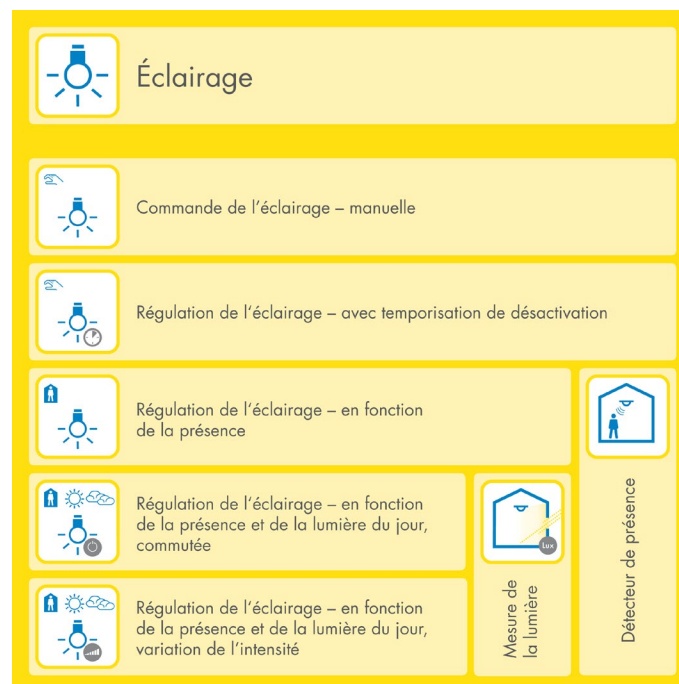 Éclairage
Commande de l'éclairage – manuelle
Régulation de l'éclairage – avec temporisation de désactivation
Régulation de l'éclairage – en fonction
de la présence
Régulation de l'éclairage – en fonction
de la présence et de la lumière du jour,
commutée
Régulation de l'éclairage – en fonction
de la présence et de la lumière du jour,
variation de l'intensité
Lux
Mesure de
la lumière
Détecteur de présence